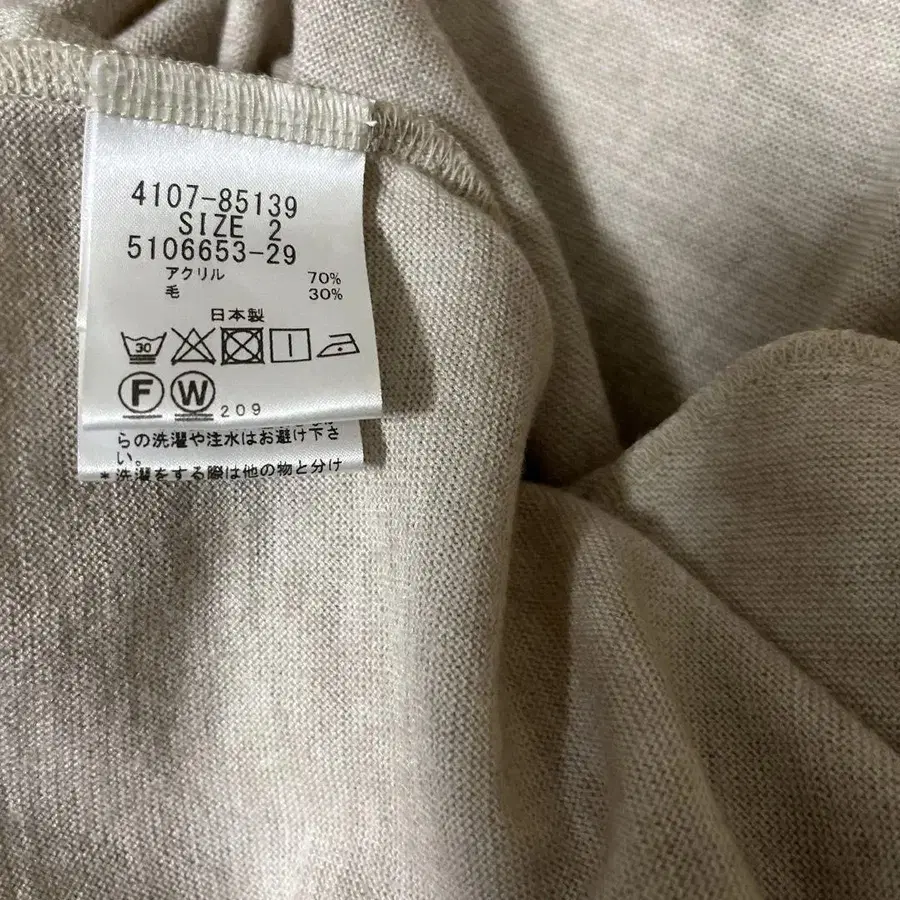 4107-85139
SIZE 2
5106653-29
アクリル 70%
毛 30%
日本製
30
F W 209
らの洗濯や注水はお避け下さ
い。
*洗濯をする際は他の物と分け